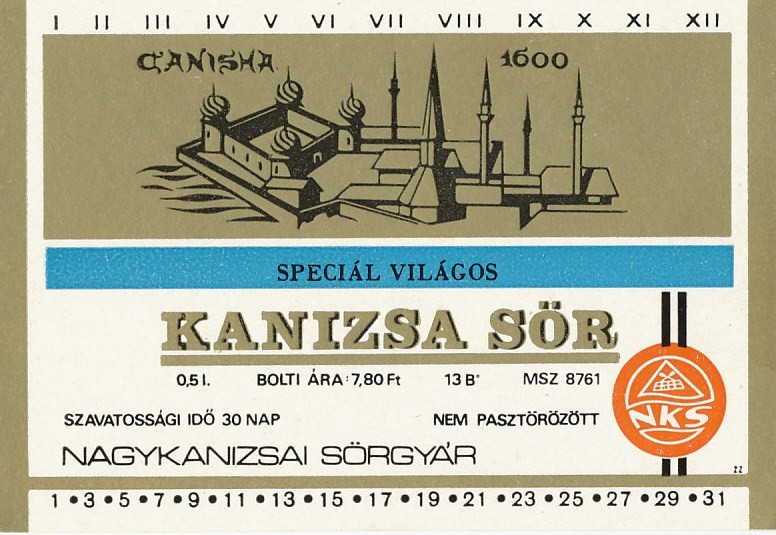 I II III IV V VI VII VIII IX X XI XII
CANISHA 1600
SPECIÁL VILÁGOS
KANIZSA SÖR
0,5 l. BOLTI ÁRA: 7,80 Ft 13 B° MSZ 8761
SZAVATOSSÁGI IDŐ 30 NAP NEM PASZTÖRÖZÖTT
NKS
NAGYKANIZSAI SÖRGYÁR
zz
1 • 3 • 5 • 7 • 9 • 11 • 13 • 15 • 17 • 19 • 21 • 23 • 25 • 27 • 29 • 31